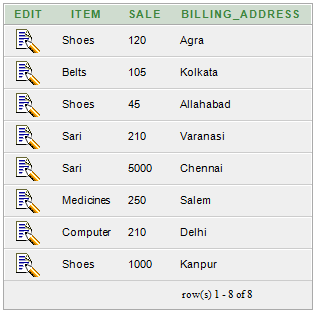 EDIT ITEM SALE BILLING_ADDRESS
Shoes 120 Agra
Belts 105 Kolkata
Shoes 45 Allahabad
Sari 210 Varanasi
Sari 5000 Chennai
Medicines 250 Salem
Computer 210 Delhi
Shoes 1000 Kanpur
row(s) 1 - 8 of 8